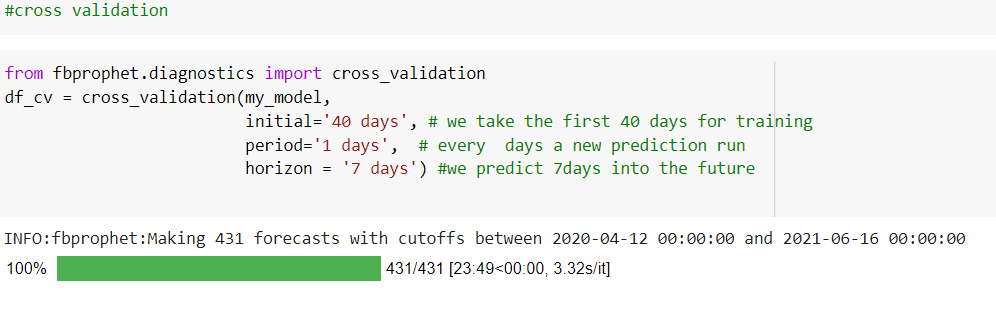 #cross validation
from fbprophet.diagnostics import cross_validation
df_cv = cross_validation(my_model,
initial='40 days', # we take the first 40 days for training
period='1 days',  # every  days a new prediction run
horizon = '7 days') #we predict 7days into the future
INFO:fbprophet:Making 431 forecasts with cutoffs between 2020-04-12 00:00:00 and 2021-06-16 00:00:00
100% 431/431 [23:49<00:00, 3.32s/it]